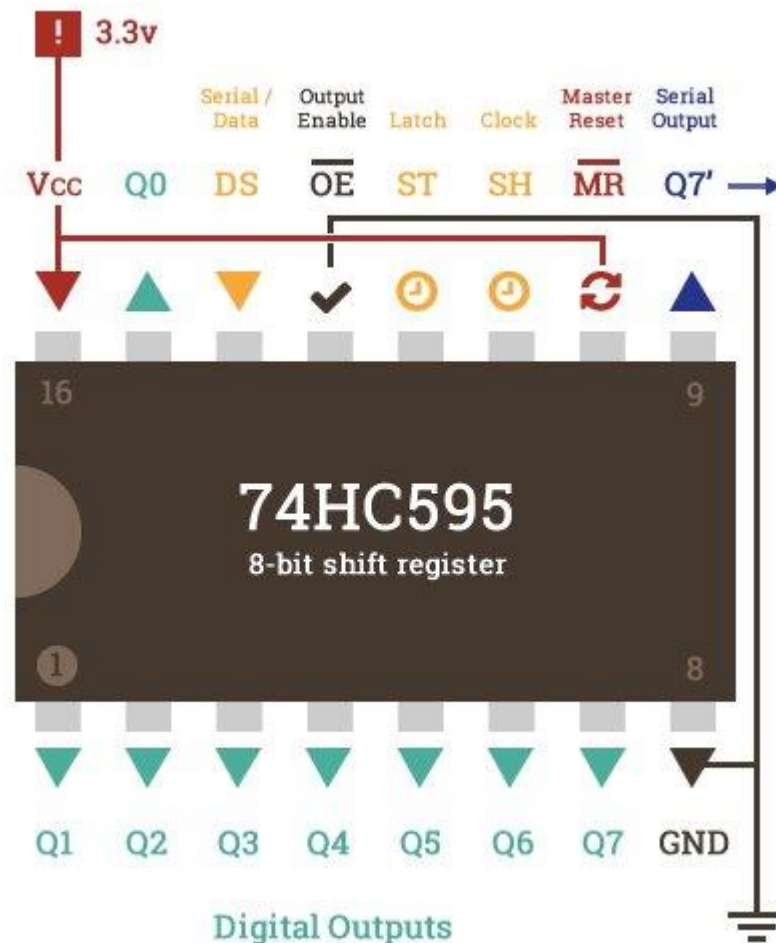 ! 3.3v
Serial / Output Master Serial
Data Enable Latch Clock Reset Output
Vcc Q0 DS OE ST SH MR Q7'
16 9
74HC595
8-bit shift register
1 8
Q1 Q2 Q3 Q4 Q5 Q6 Q7 GND
Digital Outputs